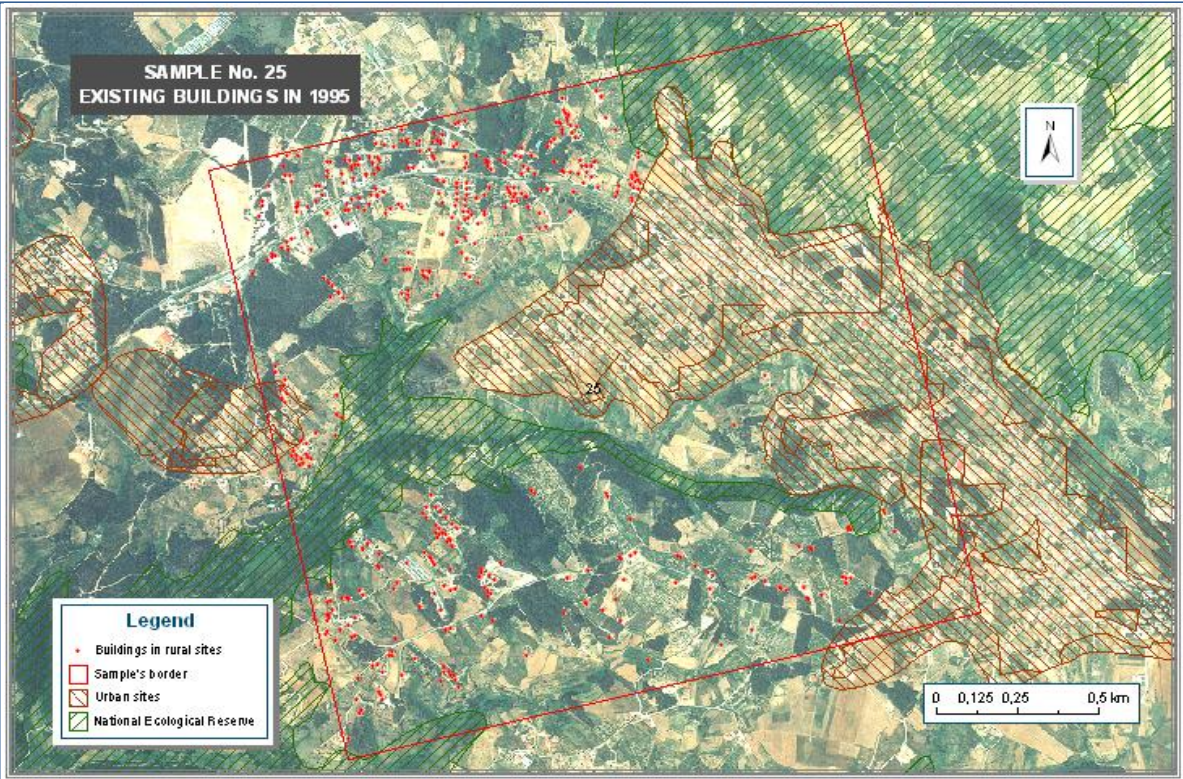 SAMPLE No. 25
EXISTING BUILDINGS IN 1995
N
25
Legend
Buildings in rural sites
Sample's border
Urban sites
National Ecological Reserve
0 0,125 0,25 0,5 km